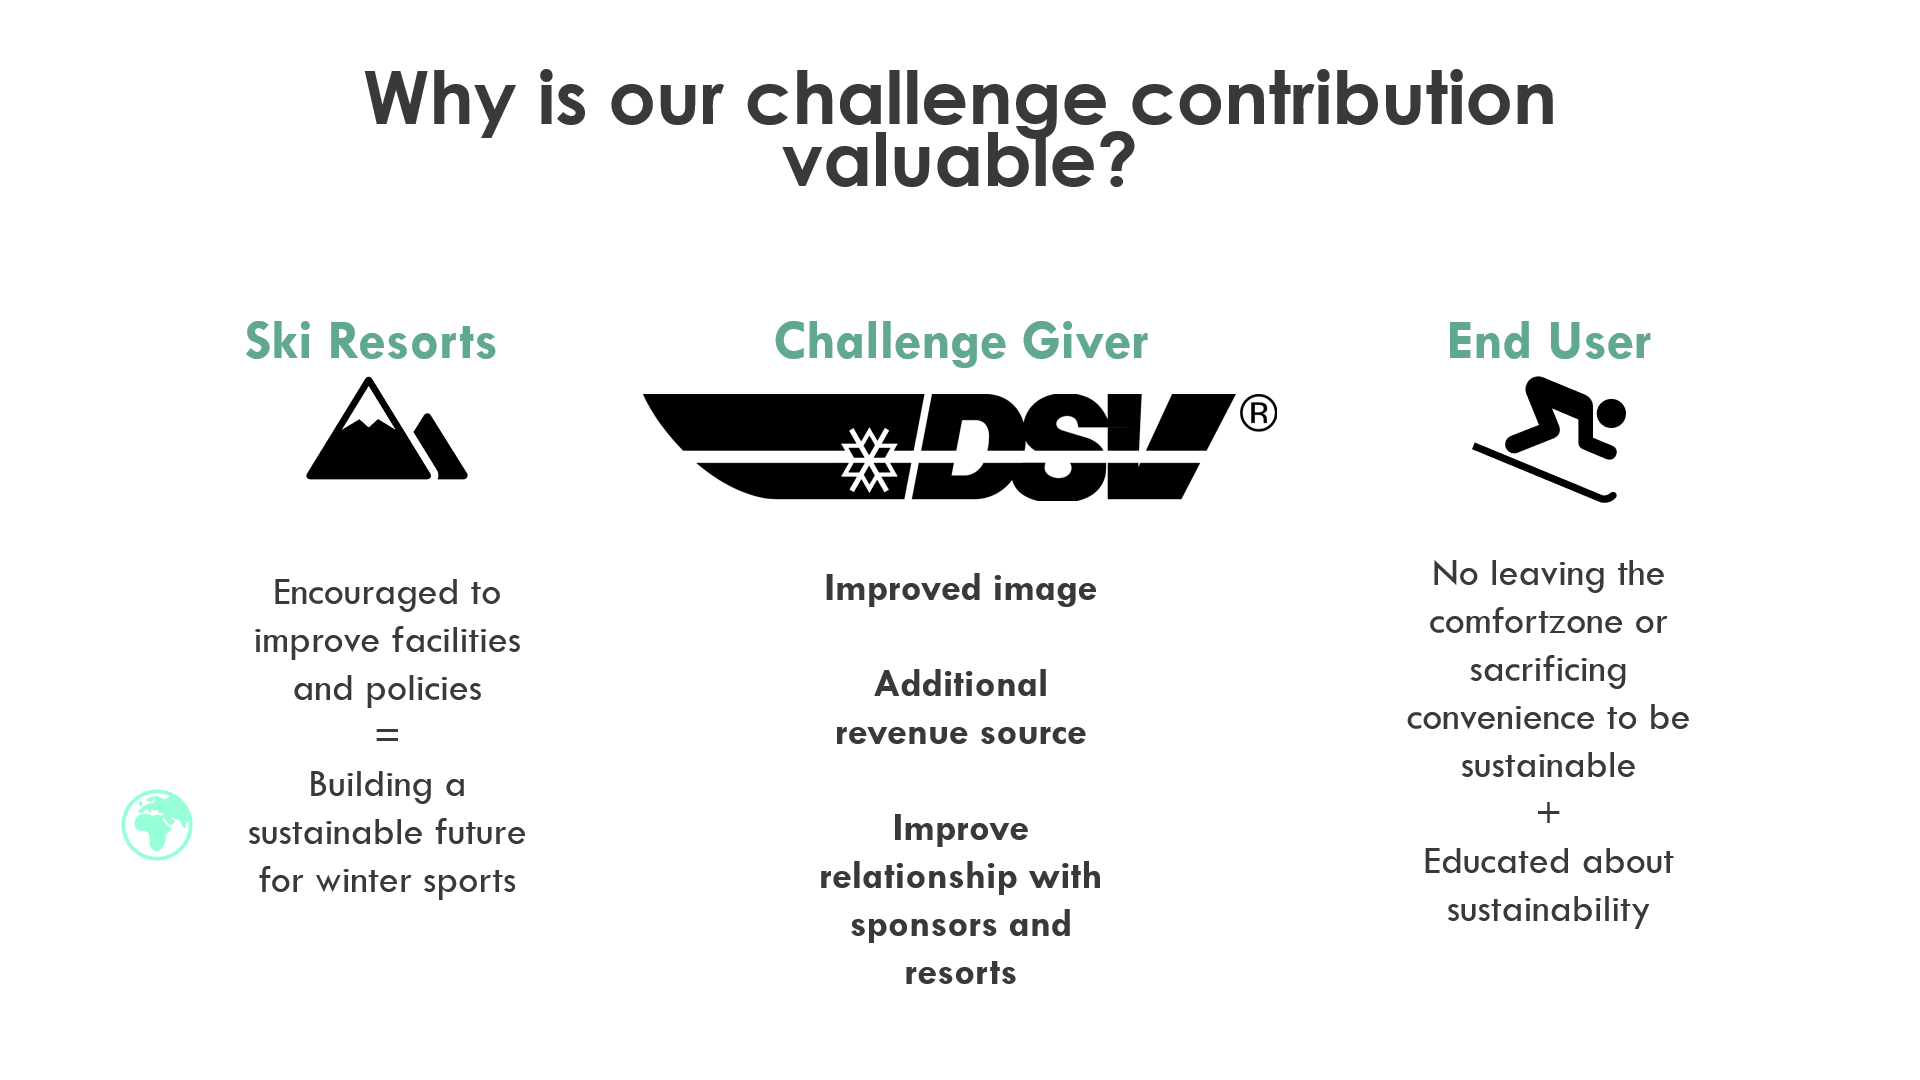 Why is our challenge contribution
valuable?
Ski Resorts
Encouraged to
improve facilities
and policies
=
Building a
sustainable future
for winter sports
Challenge Giver
DSV ®
Improved image
Additional
revenue source
Improve
relationship with
sponsors and
resorts
End User
No leaving the
comfortzone or
sacrificing
convenience to be
sustainable
+
Educated about
sustainability